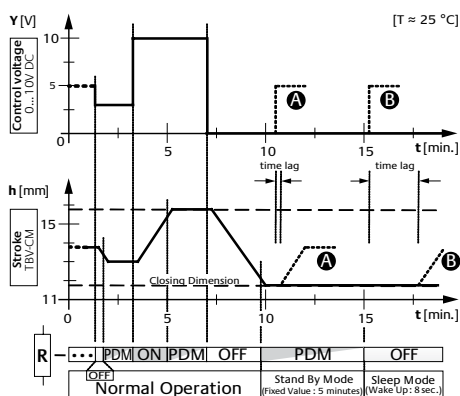 Y [V]
[T ≈ 25 °C]
Control voltage
0...10V DC
10
5
0
5
10
15
t [min.]
A
B
time lag
time lag
h [mm]
Stroke
TBV-CM
15
11
Closing Dimension
A
B
0
5
10
15
t [min.]
R
PDM
ON
PDM
OFF
PDM
OFF
OFF
Normal Operation
Stand By Mode
(Fixed Value : 5 minutes)
Sleep Mode
(Wake Up : 8 sec.)